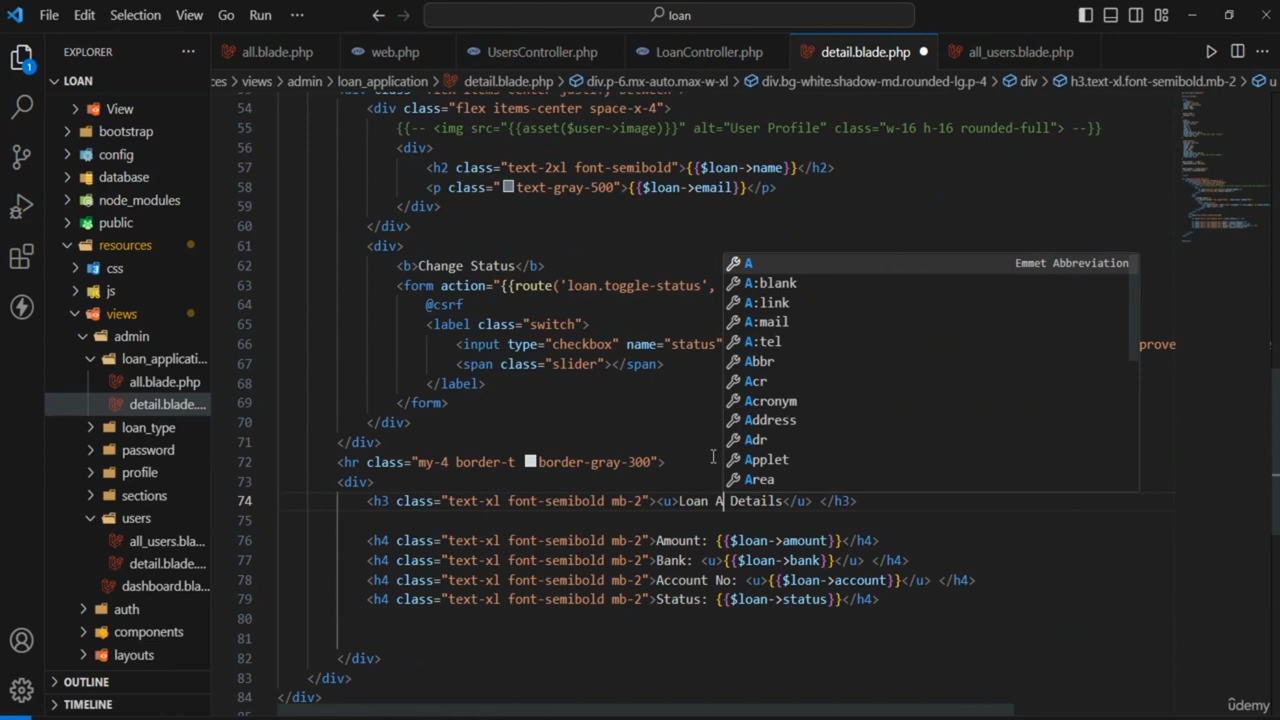 File Edit Selection View Go Run ··· loan
EXPLORER ··· all.blade.php web.php UsersController.php LoanController.php detail.blade.php all_users.blade.php
LOAN ces > views > admin > loan_application > detail.blade.php > div.p-6.mx-auto.max-w-xl > div.bg-white.shadow-md.rounded-lg.p-4 > div > h3.text-xl.font-semibold.mb-2 > u
View
bootstrap
config
database
node_modules
public
resources
css
js
views
admin
loan_applicati...
all.blade.php
detail.blade....
loan_type
password
profile
sections
users
all_users.bla...
detail.blade....
dashboard.bla...
auth
components
layouts
OUTLINE
TIMELINE
54 <div class="flex items-center space-x-4">
55 {{-- <img src="{{asset($user->image)}}" alt="User Profile" class="w-16 h-16 rounded-full"> --}}
56 <div>
57 <h2 class="text-2xl font-semibold">{{$loan->name}}</h2>
58 <p class="text-gray-500">{{$loan->email}}</p>
59 </div>
60 </div>
61 <div>
62 <b>Change Status</b>
63 <form action="{{route('loan.toggle-status',
64 @csrf
65 <label class="switch">
66 <input type="checkbox" name="status" prove
67 <span class="slider"></span>
68 </label>
69 </form>
70 </div>
71 </div>
72 <hr class="my-4 border-t border-gray-300">
73 <div>
74 <h3 class="text-xl font-semibold mb-2"><u>Loan A Details</u> </h3>
75
76 <h4 class="text-xl font-semibold mb-2">Amount: {{$loan->amount}}</h4>
77 <h4 class="text-xl font-semibold mb-2">Bank: <u>{{$loan->bank}}</u> </h4>
78 <h4 class="text-xl font-semibold mb-2">Account No: <u>{{$loan->account}}</u> </h4>
79 <h4 class="text-xl font-semibold mb-2">Status: {{$loan->status}}</h4>
80
81
82 </div>
83 </div>
84 </div>
A Emmet Abbreviation
A:blank
A:link
A:mail
A:tel
Abbr
Acr
Acronym
Address
Adr
Applet
Area
1
ûdemy